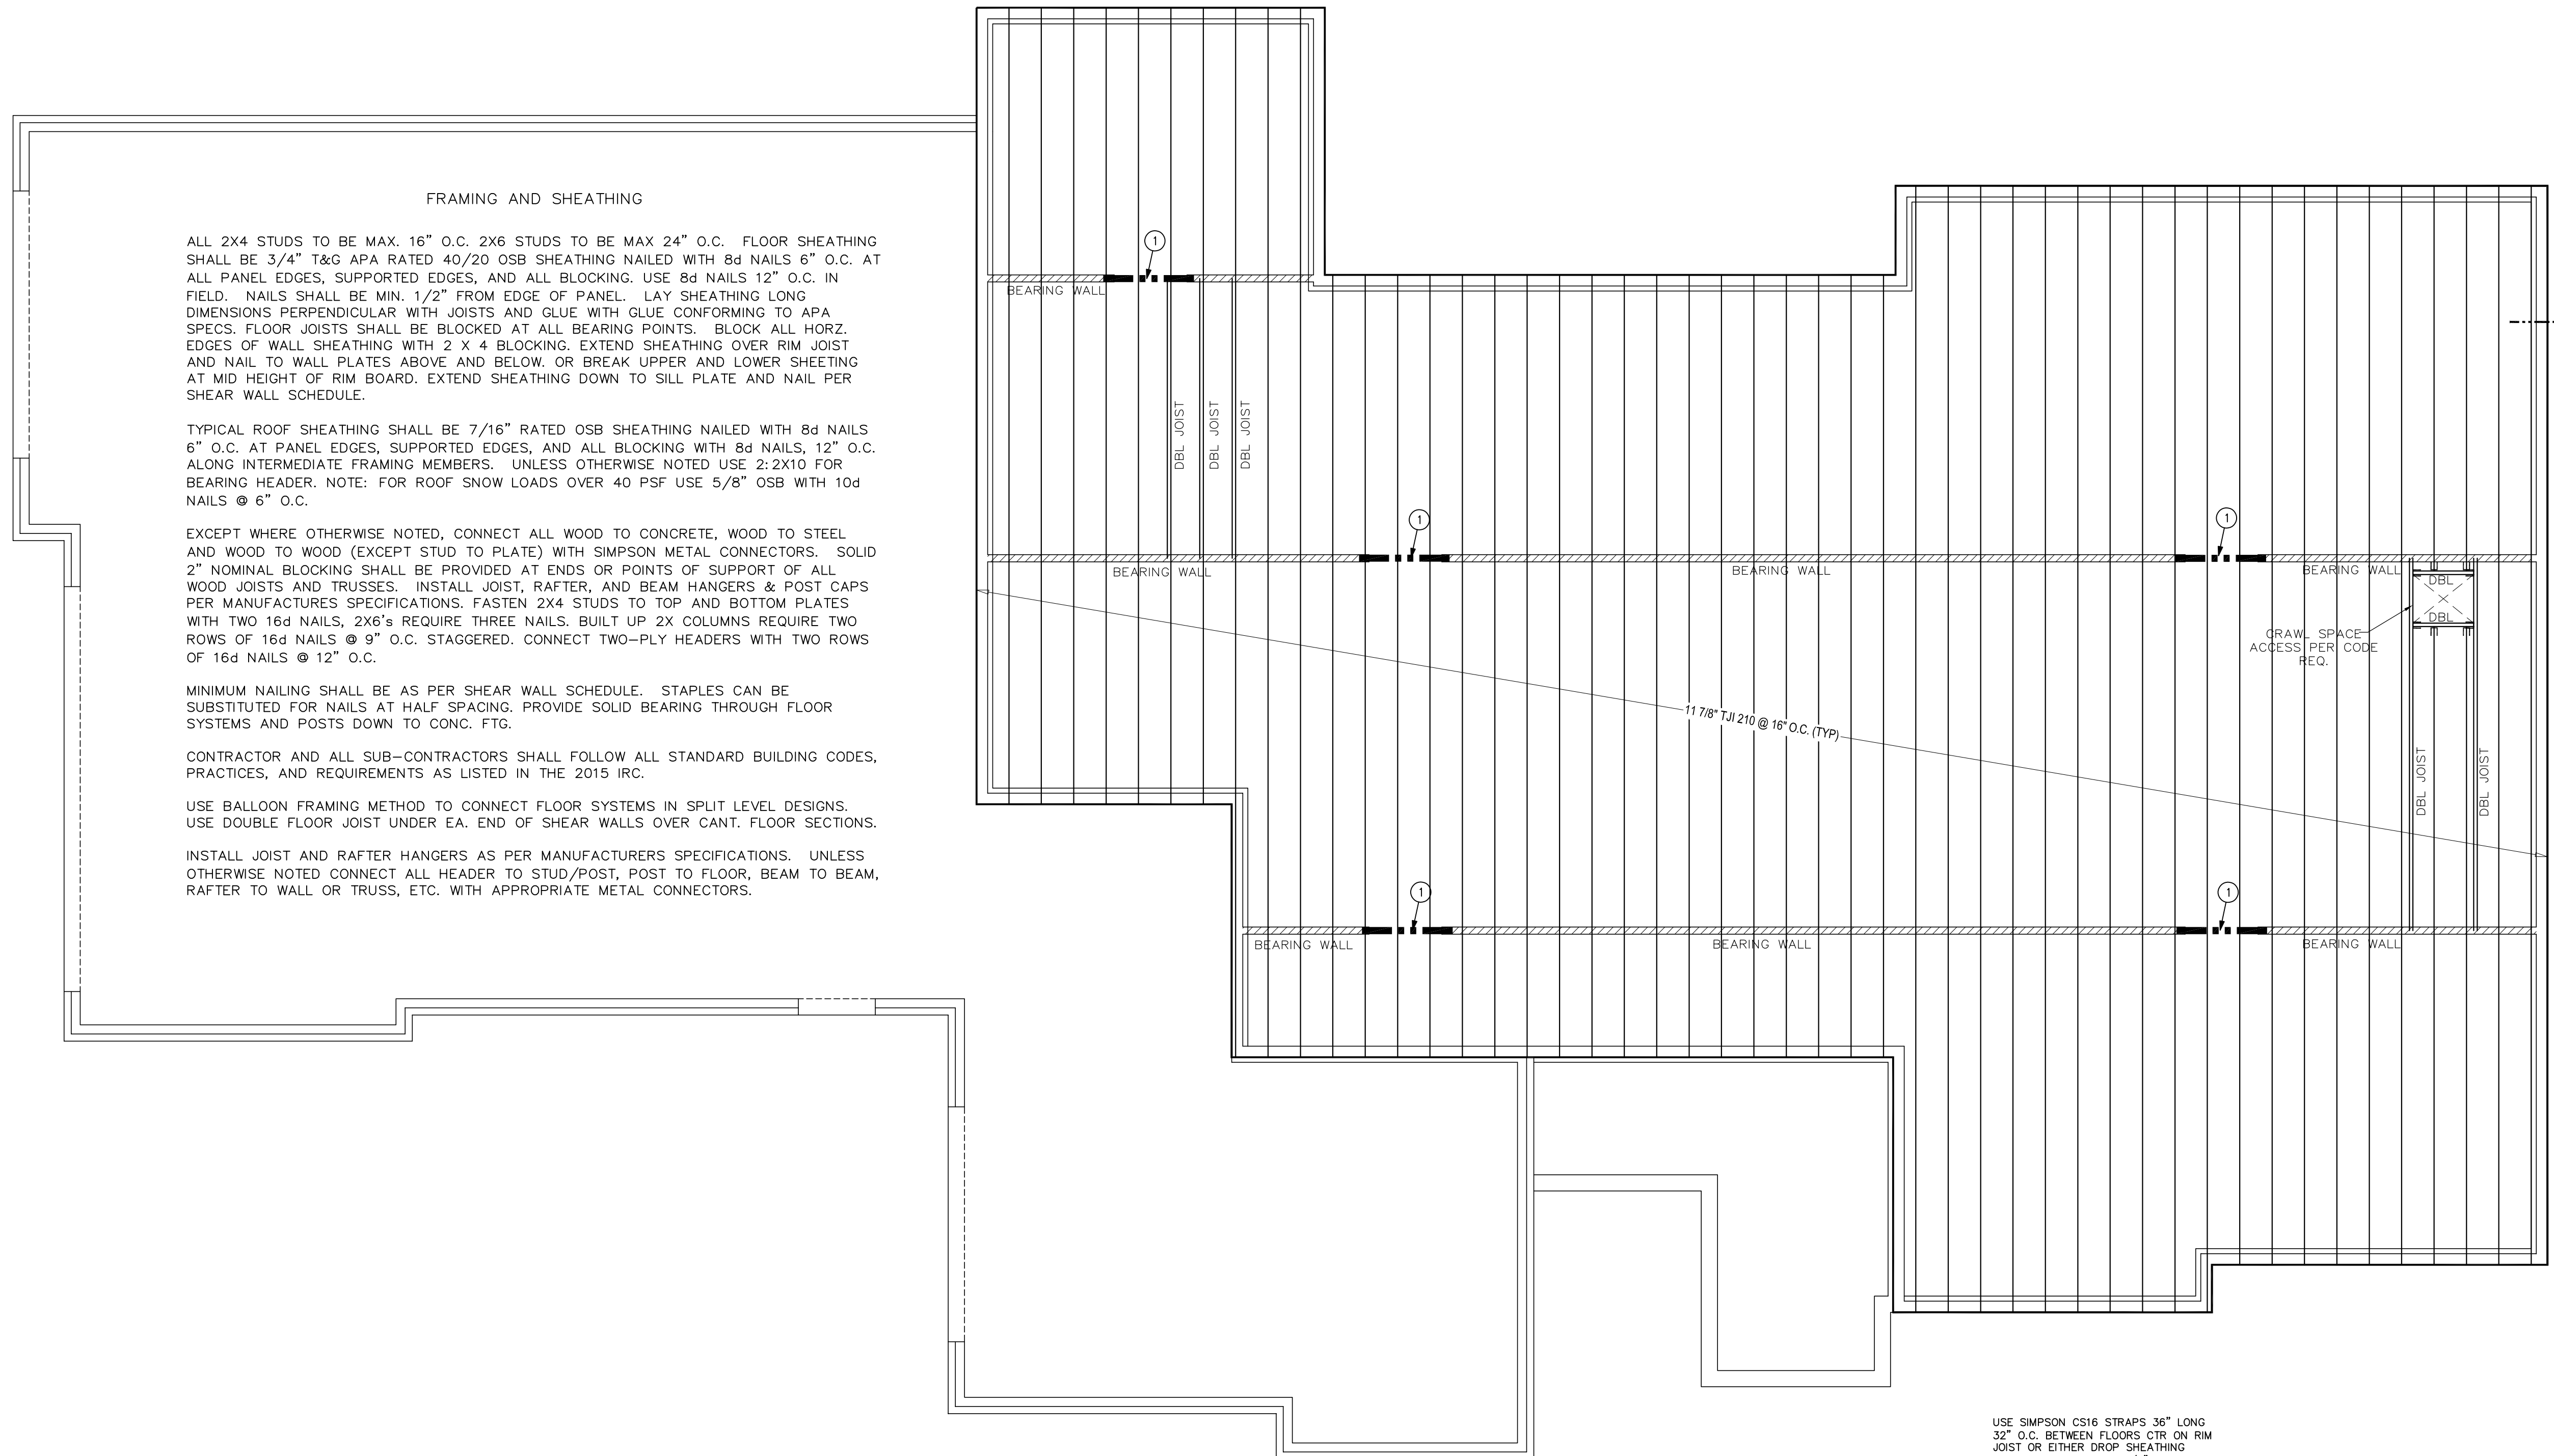 FRAMING AND SHEATHING
ALL 2X4 STUDS TO BE MAX. 16" O.C. 2X6 STUDS TO BE MAX 24" O.C. FLOOR SHEATHING
SHALL BE 3/4" T&G APA RATED 40/20 OSB SHEATHING NAILED WITH 8d NAILS 6" O.C. AT
ALL PANEL EDGES, SUPPORTED EDGES, AND ALL BLOCKING. USE 8d NAILS 12" O.C. IN
FIELD. NAILS SHALL BE MIN. 1/2" FROM EDGE OF PANEL. LAY SHEATHING LONG
DIMENSIONS PERPENDICULAR WITH JOISTS AND GLUE WITH GLUE CONFORMING TO APA
SPECS. FLOOR JOISTS SHALL BE BLOCKED AT ALL BEARING POINTS. BLOCK ALL HORZ.
EDGES OF WALL SHEATHING WITH 2 X 4 BLOCKING. EXTEND SHEATHING OVER RIM JOIST
AND NAIL TO WALL PLATES ABOVE AND BELOW. OR BREAK UPPER AND LOWER SHEETING
AT MID HEIGHT OF RIM BOARD. EXTEND SHEATHING DOWN TO SILL PLATE AND NAIL PER
SHEAR WALL SCHEDULE.
TYPICAL ROOF SHEATHING SHALL BE 7/16" RATED OSB SHEATHING NAILED WITH 8d NAILS
6" O.C. AT PANEL EDGES, SUPPORTED EDGES, AND ALL BLOCKING WITH 8d NAILS, 12" O.C.
ALONG INTERMEDIATE FRAMING MEMBERS. UNLESS OTHERWISE NOTED USE 2:2X10 FOR
BEARING HEADER. NOTE: FOR ROOF SNOW LOADS OVER 40 PSF USE 5/8" OSB WITH 10d
NAILS @ 6" O.C.
EXCEPT WHERE OTHERWISE NOTED, CONNECT ALL WOOD TO CONCRETE, WOOD TO STEEL
AND WOOD TO WOOD (EXCEPT STUD TO PLATE) WITH SIMPSON METAL CONNECTORS. SOLID
2" NOMINAL BLOCKING SHALL BE PROVIDED AT ENDS OR POINTS OF SUPPORT OF ALL
WOOD JOISTS AND TRUSSES. INSTALL JOIST, RAFTER, AND BEAM HANGERS & POST CAPS
PER MANUFACTURES SPECIFICATIONS. FASTEN 2X4 STUDS TO TOP AND BOTTOM PLATES
WITH TWO 16d NAILS, 2X6's REQUIRE THREE NAILS. BUILT UP 2X COLUMNS REQUIRE TWO
ROWS OF 16d NAILS @ 9" O.C. STAGGERED. CONNECT TWO-PLY HEADERS WITH TWO ROWS
OF 16d NAILS @ 12" O.C.
MINIMUM NAILING SHALL BE AS PER SHEAR WALL SCHEDULE. STAPLES CAN BE
SUBSTITUTED FOR NAILS AT HALF SPACING. PROVIDE SOLID BEARING THROUGH FLOOR
SYSTEMS AND POSTS DOWN TO CONC. FTG.
CONTRACTOR AND ALL SUB-CONTRACTORS SHALL FOLLOW ALL STANDARD BUILDING CODES,
PRACTICES, AND REQUIREMENTS AS LISTED IN THE 2015 IRC.
USE BALLOON FRAMING METHOD TO CONNECT FLOOR SYSTEMS IN SPLIT LEVEL DESIGNS.
USE DOUBLE FLOOR JOIST UNDER EA. END OF SHEAR WALLS OVER CANT. FLOOR SECTIONS.
INSTALL JOIST AND RAFTER HANGERS AS PER MANUFACTURERS SPECIFICATIONS. UNLESS
OTHERWISE NOTED CONNECT ALL HEADER TO STUD/POST, POST TO FLOOR, BEAM TO BEAM,
RAFTER TO WALL OR TRUSS, ETC. WITH APPROPRIATE METAL CONNECTORS.
1
BEARING WALL
DBL JOIST
DBL JOIST
DBL JOIST
1
1
BEARING WALL
BEARING WALL
BEARING WALL
DBL
DBL
CRAWL SPACE
ACCESS PER CODE
REQ.
11 7/8" TJI 210 @ 16" O.C. (TYP)
DBL JOIST
DBL JOIST
1
1
BEARING WALL
BEARING WALL
BEARING WALL
USE SIMPSON CS16 STRAPS 36" LONG
32" O.C. BETWEEN FLOORS CTR ON RIM
JOIST OR EITHER DROP SHEATHING